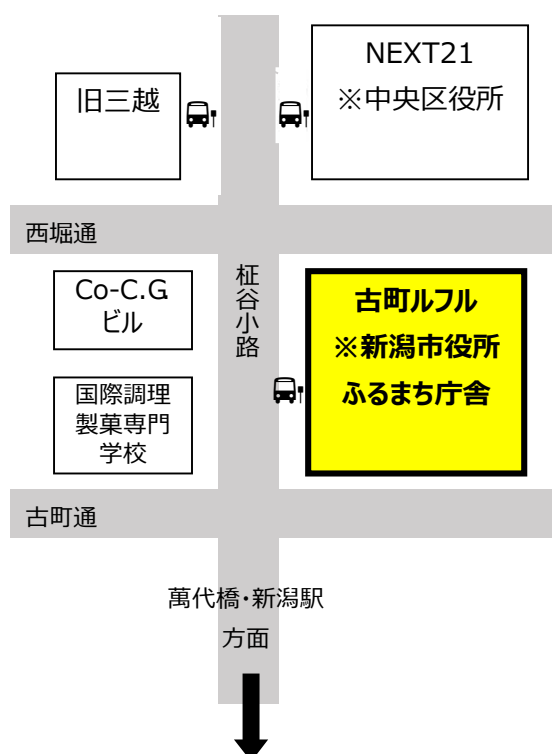 NEXT21
※中央区役所
旧三越
西堀通
柾谷小路
Co-C.G.
ビル
古町ルフル
※新潟市役所
ふるまち庁舎
国際調理
製菓専門
学校
古町通
萬代橋・新潟駅
方面